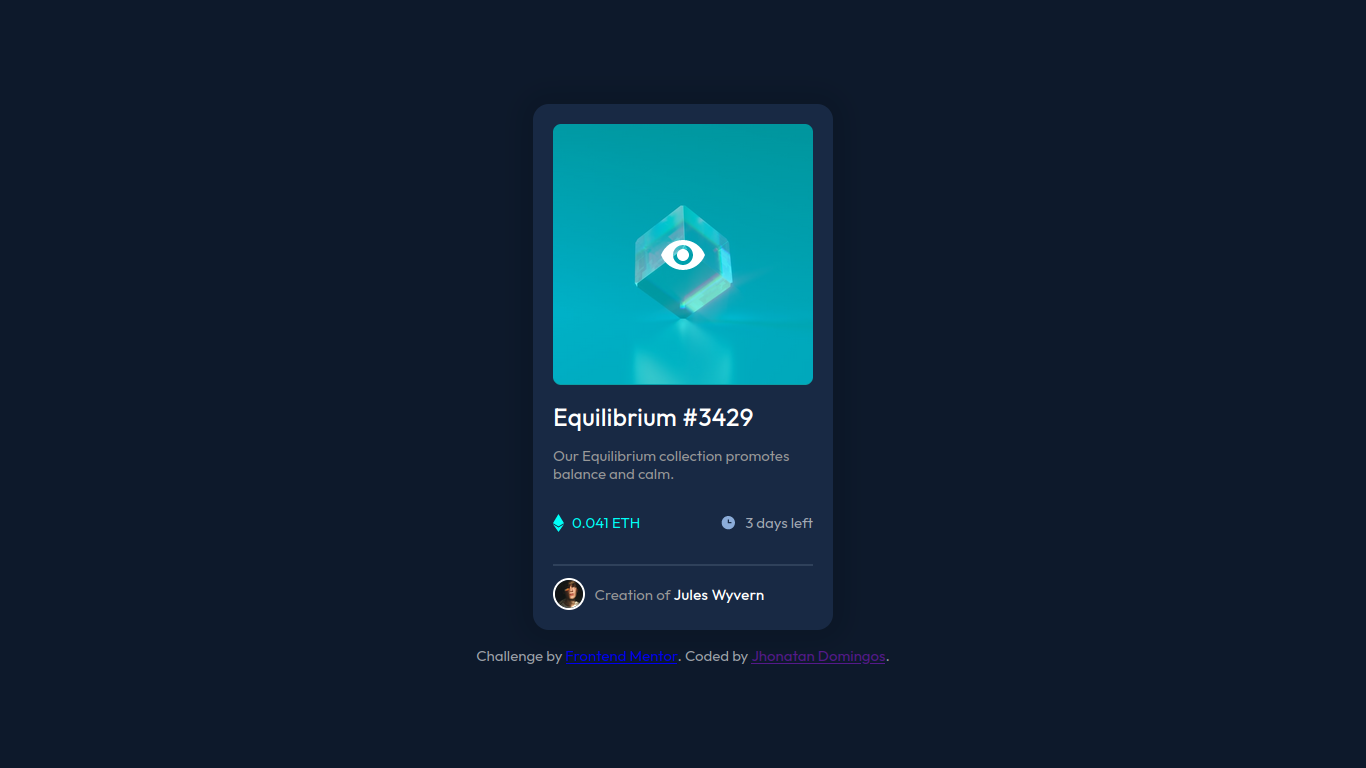 Equilibrium #3429
Our Equilibrium collection promotes
balance and calm.
0.041 ETH
3 days left
Creation of Jules Wyvern
Challenge by Frontend Mentor. Coded by Jhonatan Domingos.